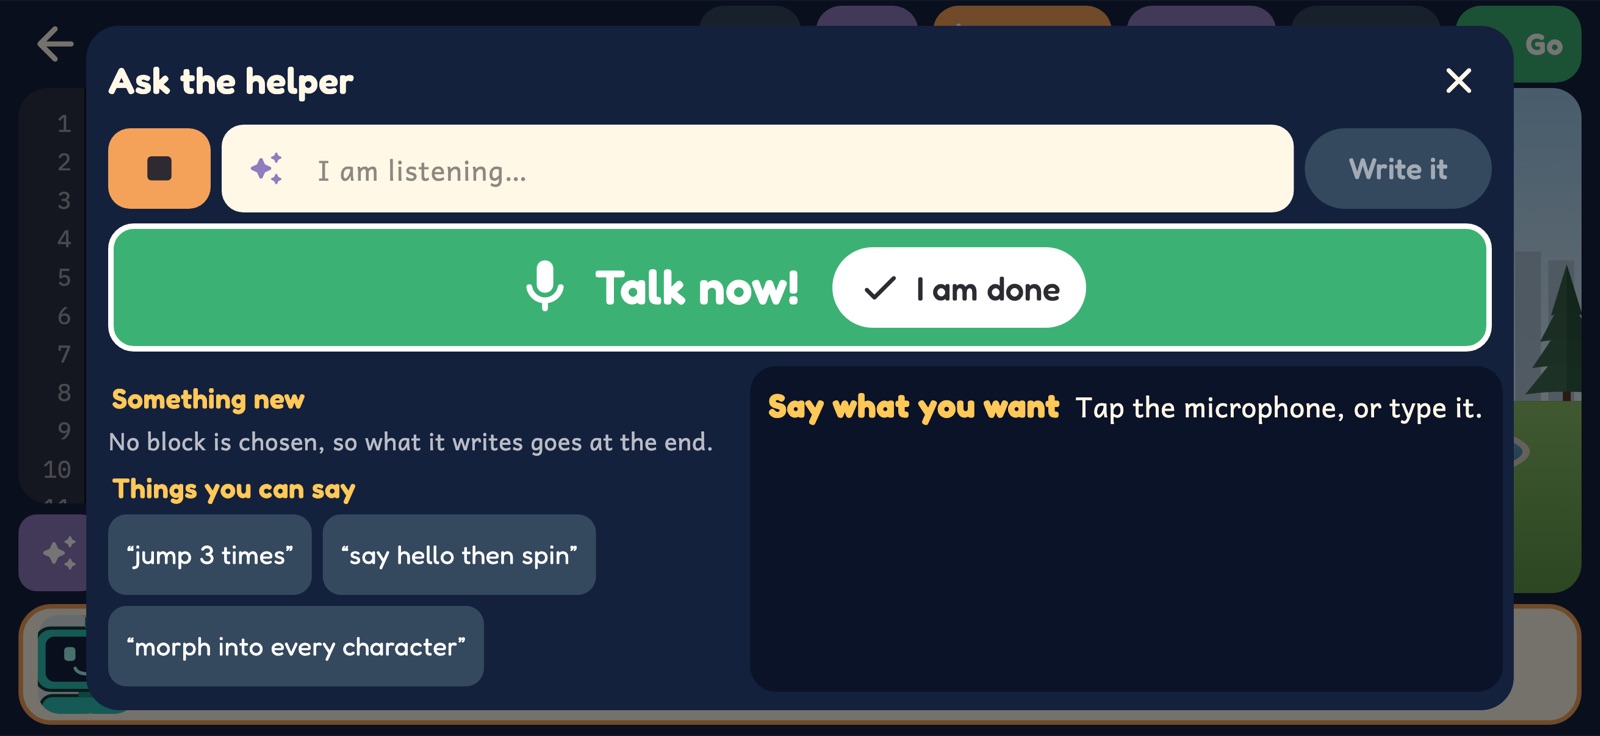 Go
Ask the helper
I am listening...
Write it
Talk now!
I am done
Something new
No block is chosen, so what it writes goes at the end.
Things you can say
“jump 3 times”
“say hello then spin”
“morph into every character”
Say what you want Tap the microphone, or type it.
1
2
3
4
5
6
7
8
9
10